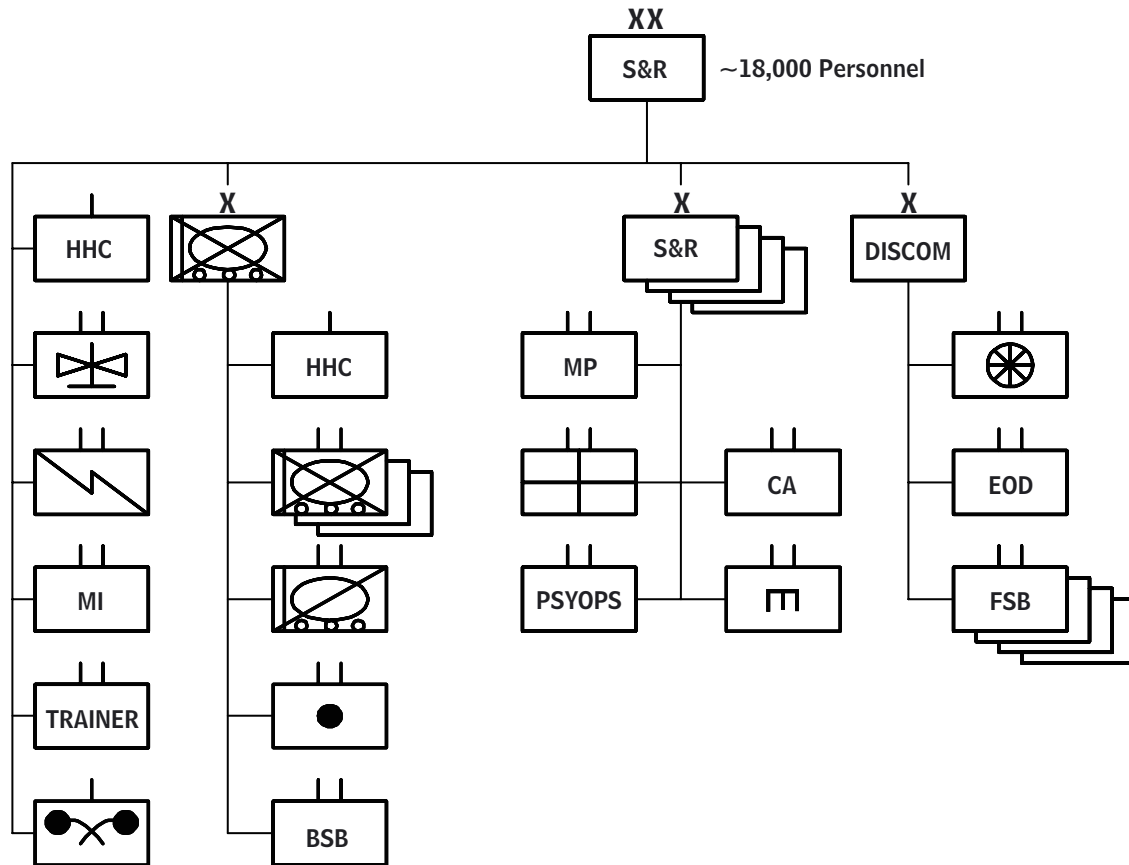 XX
S&R
~18,000 Personnel
X
X
X
HHC
S&R
DISCOM
HHC
MP
CA
EOD
MI
PSYOPS
FSB
TRAINER
BSB